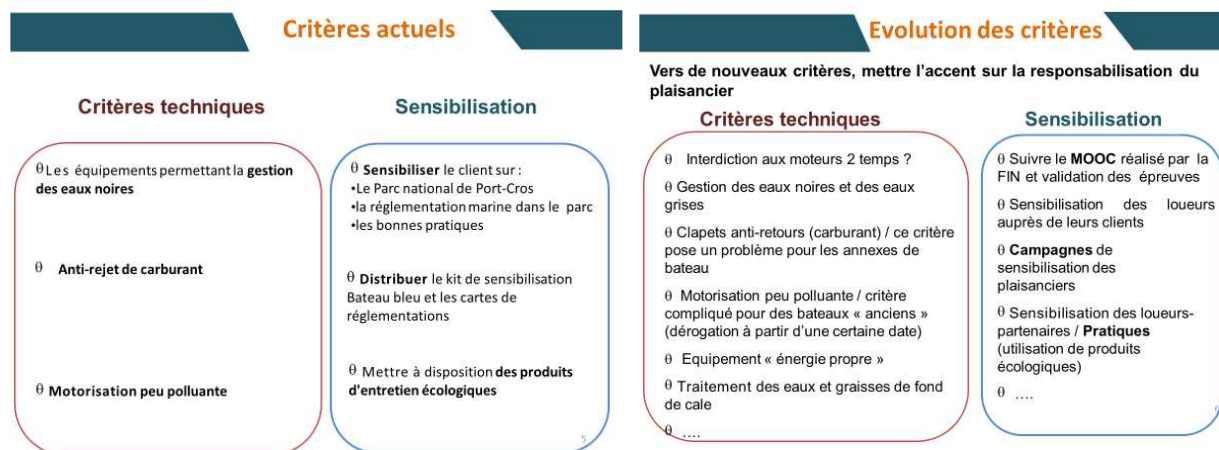 Critères actuels
Critères techniques
Sensibilisation
θ Les équipements permettant la gestion
des eaux noires
θ Anti-rejet de carburant
θ Motorisation peu polluante
θ Sensibiliser le client sur :
•Le Parc national de Port-Cros
•la réglementation marine dans le parc
•les bonnes pratiques
θ Distribuer le kit de sensibilisation
Bateau bleu et les cartes de
réglementations
θ Mettre à disposition des produits
d'entretien écologiques
5
Evolution des critères
Vers de nouveaux critères, mettre l'accent sur la responsabilisation du
plaisancier
Critères techniques
Sensibilisation
θ Interdiction aux moteurs 2 temps ?
θ Gestion des eaux noires et des eaux
grises
θ Clapets anti-retours (carburant) / ce critère
pose un problème pour les annexes de
bateau
θ Motorisation peu polluante / critère
compliqué pour des bateaux « anciens »
(dérogation à partir d'une certaine date)
θ Equipement « énergie propre »
θ Traitement des eaux et graisses de fond
de cale
θ ....
θ Suivre le MOOC réalisé par la
FIN et validation des épreuves
θ Sensibilisation des loueurs
auprès de leurs clients
θ Campagnes de
sensibilisation des
plaisanciers
θ Sensibilisation des loueurs-
partenaires / Pratiques
(utilisation de produits
écologiques)
θ ....